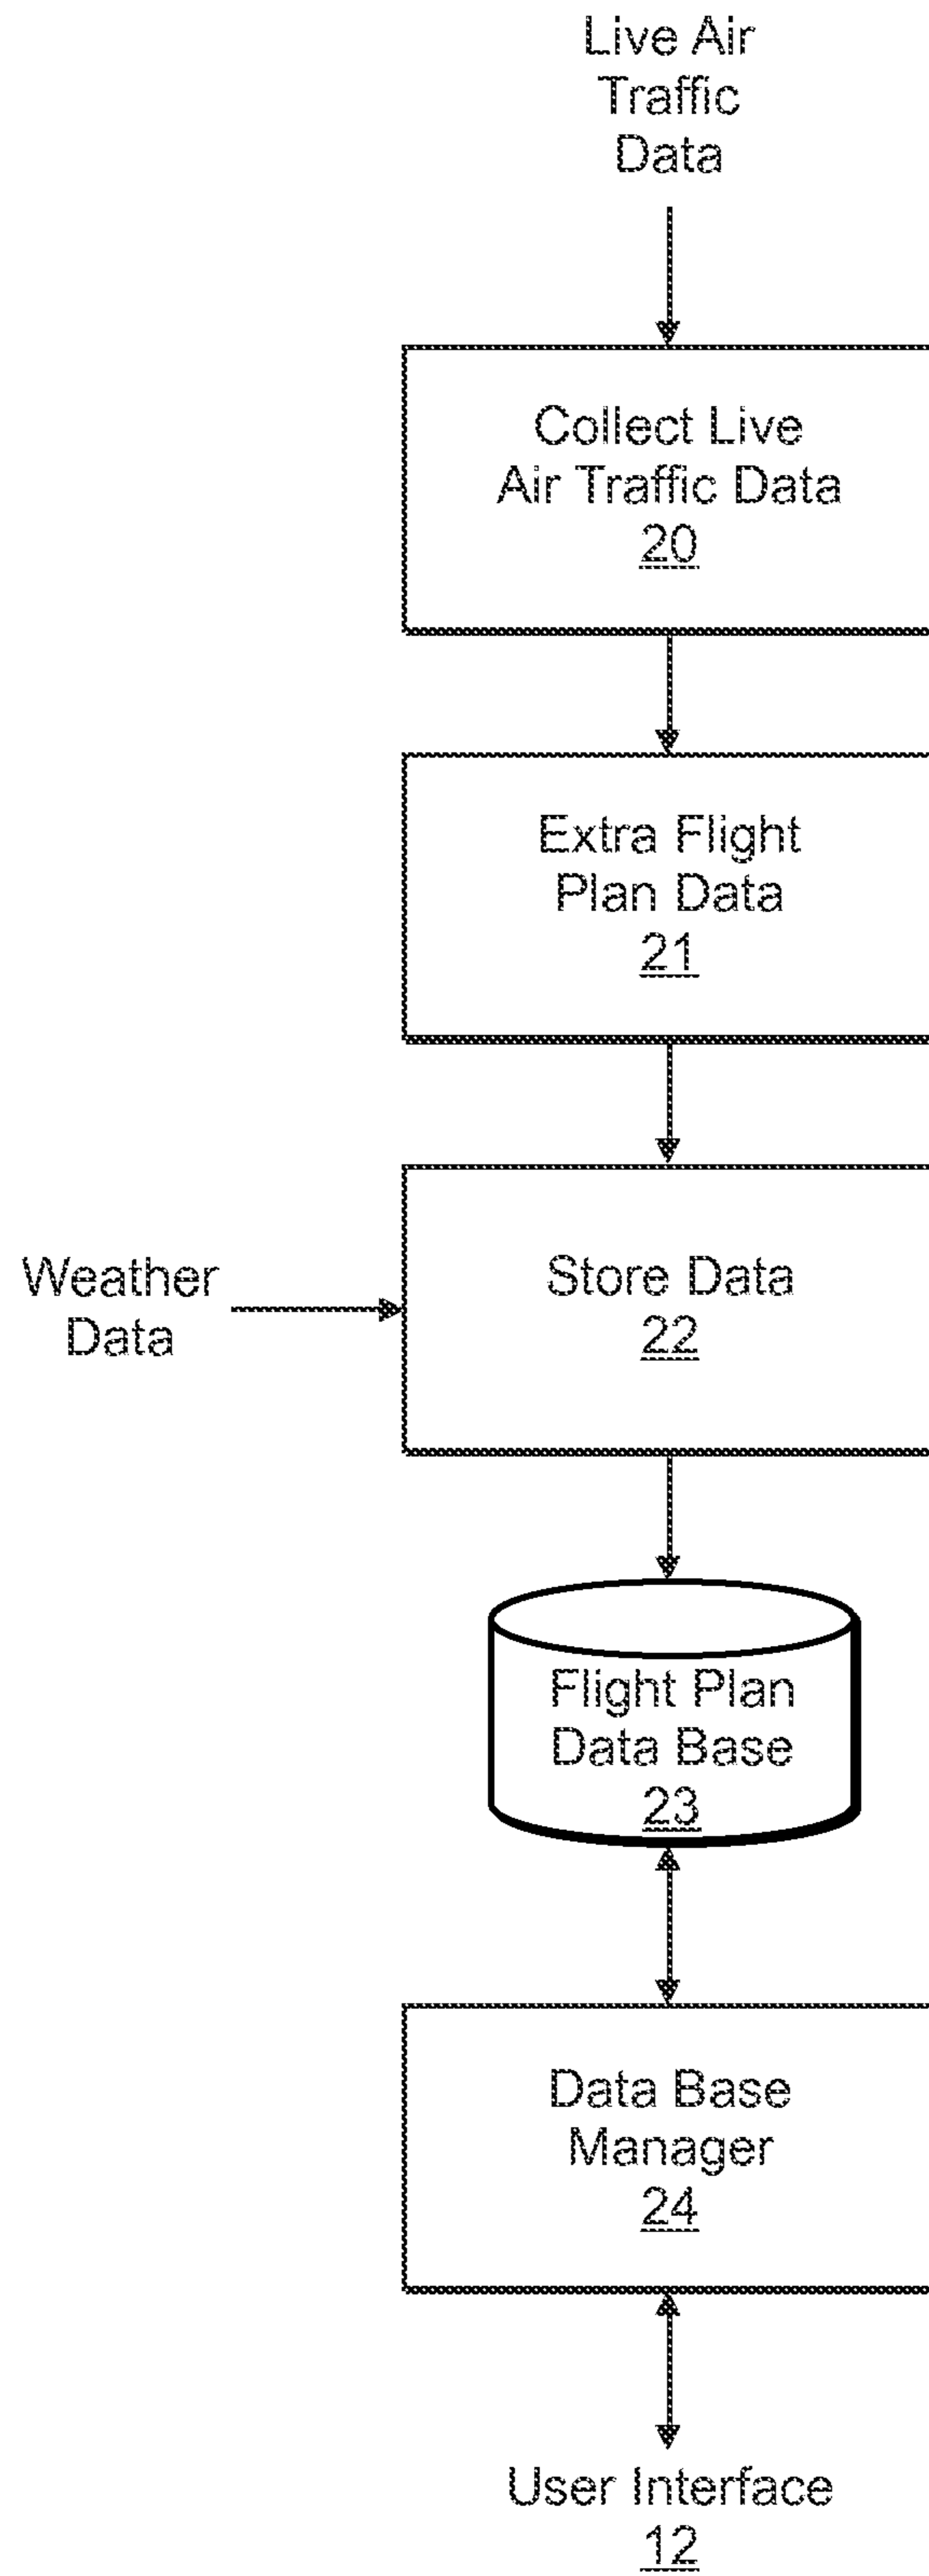 Live Air
Traffic
Data
Collect Live
Air Traffic Data
20
Extra Flight
Plan Data
21
Weather
Data
Store Data
22
Flight Plan
Data Base
23
Data Base
Manager
24
User Interface
12